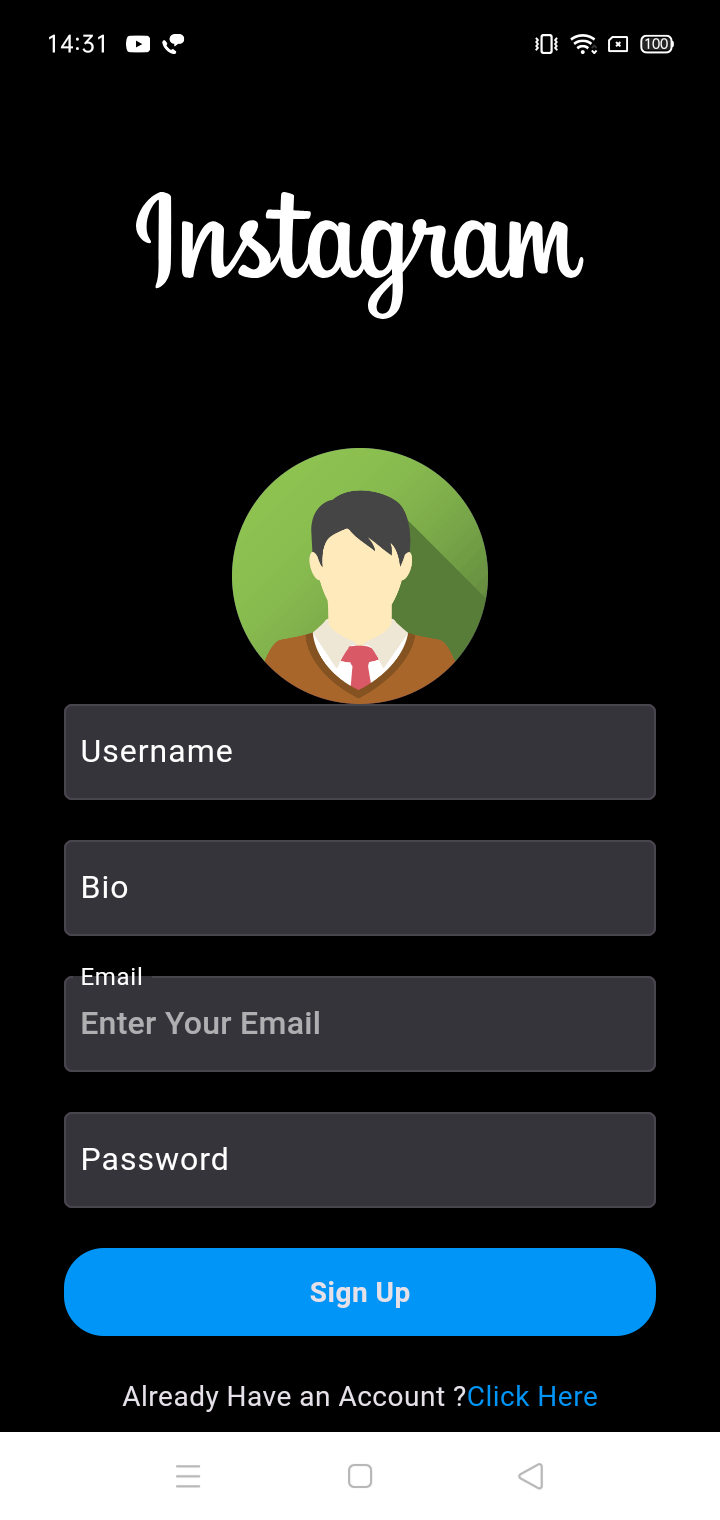 14:31 100
Instagram
Username
Bio
Email
Enter Your Email
Password
Sign Up
Already Have an Account ?Click Here